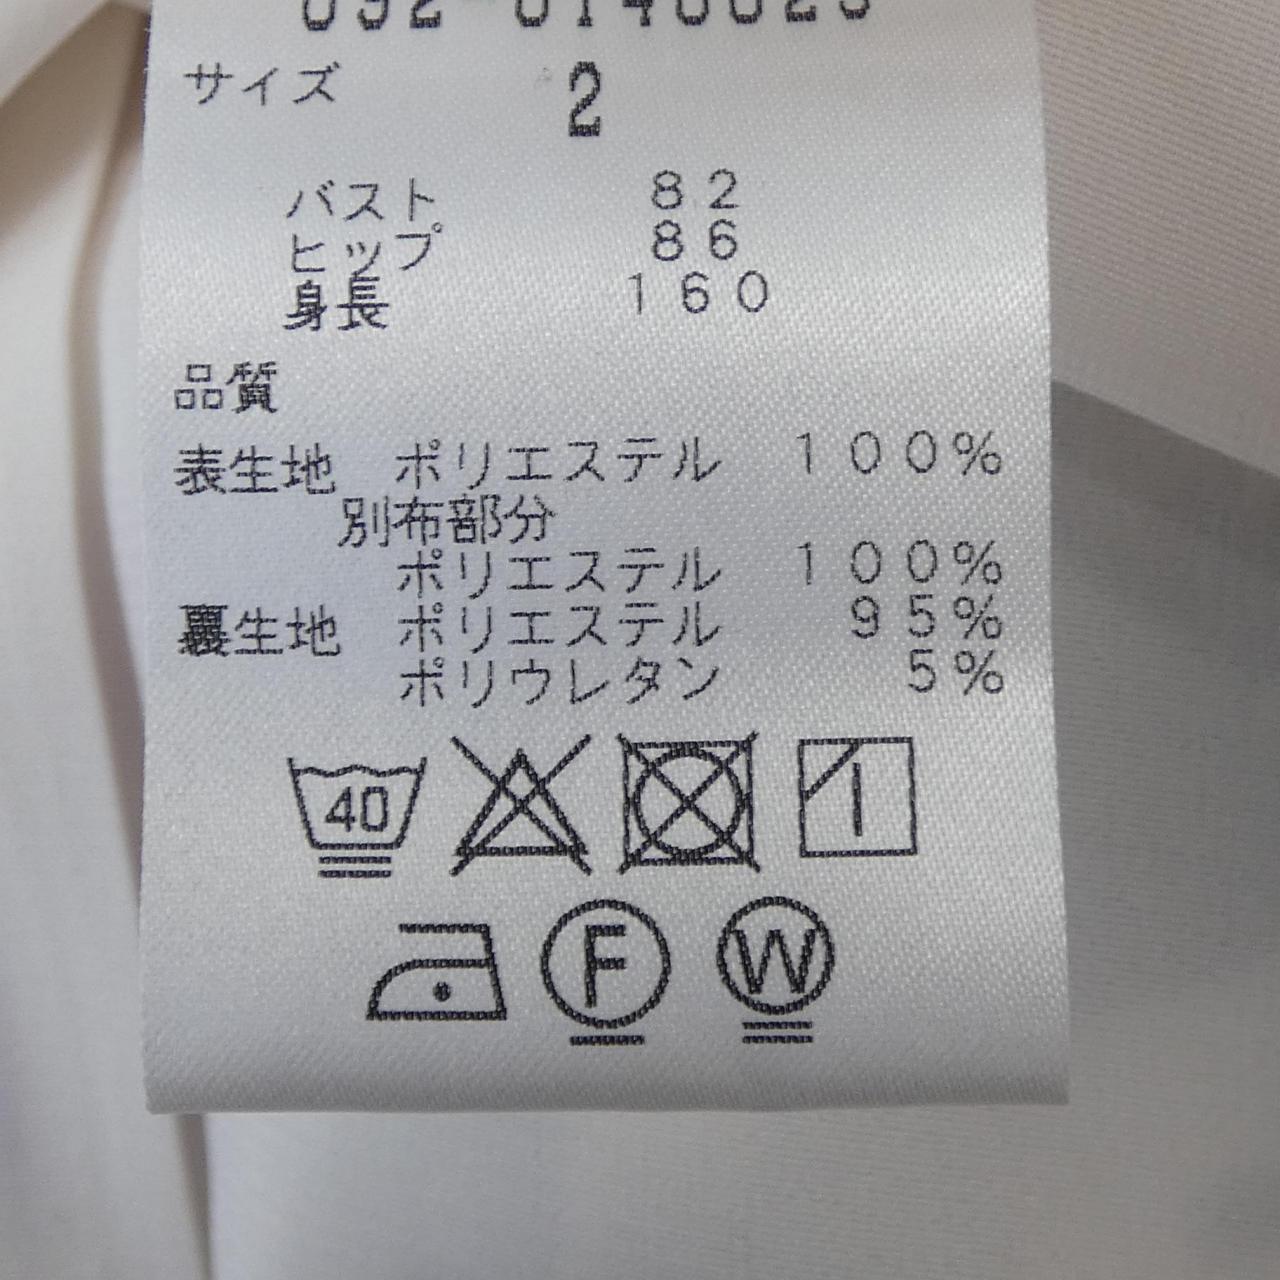 サイズ 2
バスト 82
ヒップ 86
身長 160
品質
表生地 ポリエステル 100%
別布部分
ポリエステル 100%
裏生地 ポリエステル 95%
ポリウレタン 5%
40
F W